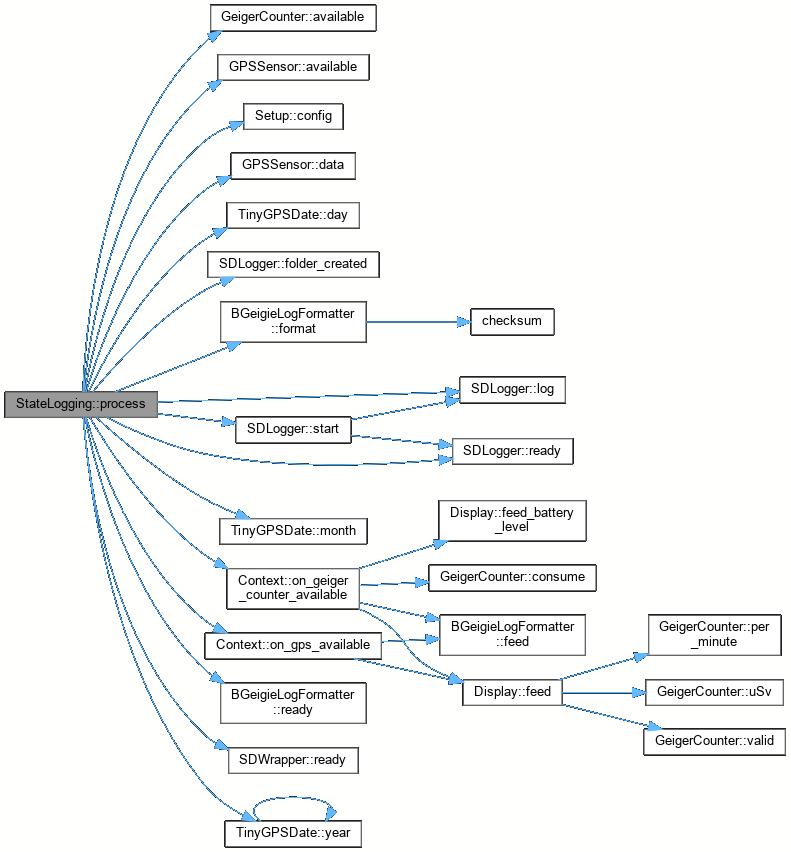 GeigerCounter::available
GPSSensor::available
Setup::config
GPSSensor::data
TinyGPSDate::day
SDLogger::folder_created
BGeigieLogFormatter
::format
checksum
StateLogging::process
SDLogger::log
SDLogger::start
SDLogger::ready
TinyGPSDate::month
Display::feed_battery
_level
Context::on_geiger
_counter_available
GeigerCounter::consume
BGeigieLogFormatter
::feed
Context::on_gps_available
GeigerCounter::per
_minute
Display::feed
GeigerCounter::uSv
GeigerCounter::valid
BGeigieLogFormatter
::ready
SDWrapper::ready
TinyGPSDate::year